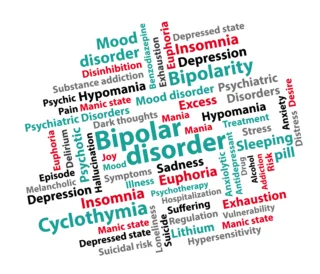 Mood
disorder
Disinhibition
Substance addiction
Benzodiazepine
Exhaustion
Euphoria
Depressed state
Insomnia
Depression
Bipolarity
Psychic Hypomania
Pain Manic state
Mood disorder
Psychiatric
Disorders
Psychiatric Disorders
Dark thoughts
Mania
Excess
Hypomania
Anxiety
Distress
Desire
Euphoria
Delirium
Psychotic
Hallucination
Bipolar
disorder
Mania
Treatment
Stress
Episode
Melancholic
Depression
Joy
Mood
Symptoms
Illness
Sadness
Euphoria
Psychotherapy
Hospitalization
Anxiolytic
Antidepressant
Drug
Alcohol
Addiction
Risk
Sleeping
pill
Cyclothymia
Insomnia
Manic state
Depressed state
Suicidal risk
Loneliness
Suicide
Suffering
Regulation
Lithium
Exhaustion
Vulnerability
Manic state
Hypersensitivity